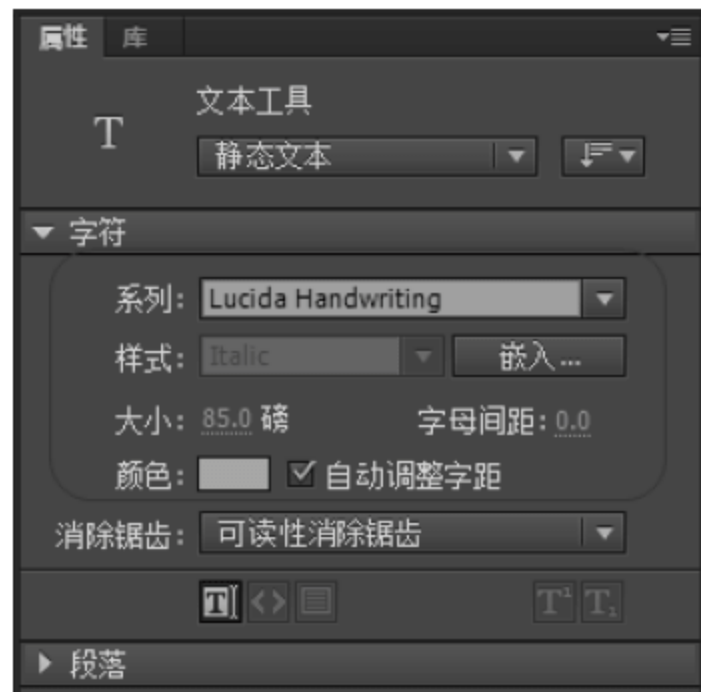 属性 库
T
文本工具
静态文本
字符
系列: Lucida Handwriting
样式: Italic 嵌入...
大小: 85.0 磅 字母间距: 0.0
颜色: 自动调整字距
消除锯齿: 可读性消除锯齿
T <> T¹ T₁
段落